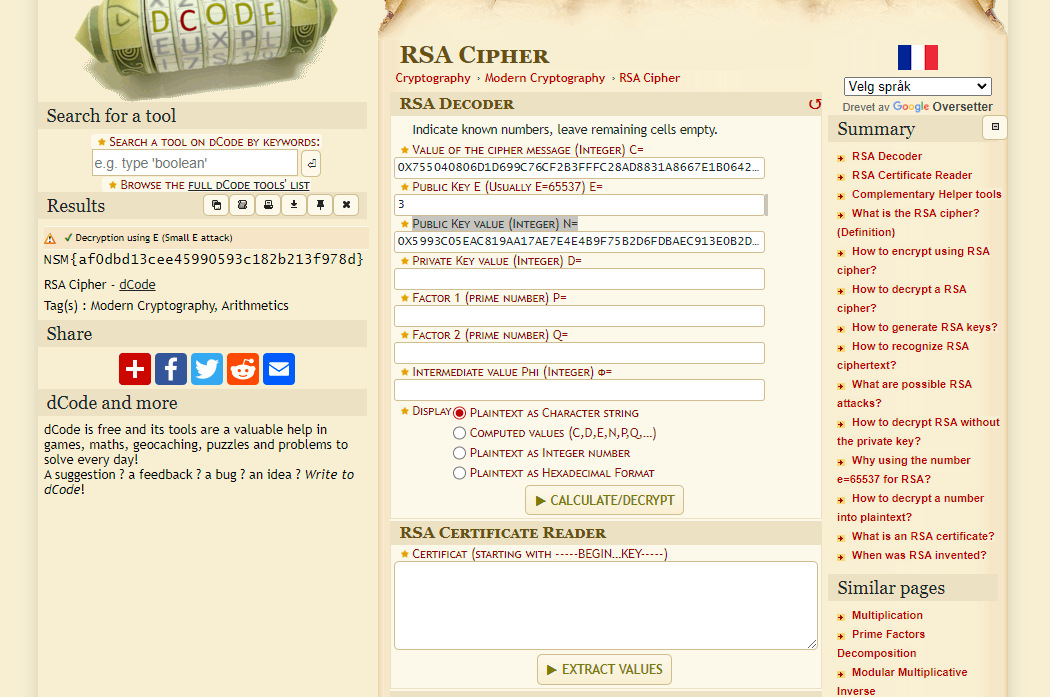 DCODE
EUXPL
Search for a tool
★ Search a tool on dCode by keywords:
e.g. type 'boolean'
★ Browse the full dCode tools' list
Results
Decryption using E (Small E attack)
NSM{af0dbd13cee45990593c182b213f978d}
RSA Cipher - dCode
Tag(s) : Modern Cryptography, Arithmetics
Share
dCode and more
dCode is free and its tools are a valuable help in
games, maths, geocaching, puzzles and problems to
solve every day!
A suggestion ? a feedback ? a bug ? an idea ? Write to
dCode!
RSA Cipher
Cryptography › Modern Cryptography › RSA Cipher
RSA Decoder
Indicate known numbers, leave remaining cells empty.
★ Value of the cipher message (Integer) C=
0X755040806D1D699C76CF2B3FFFC28AD8831A8667E1B0642…
★ Public Key E (Usually E=65537) E=
3
★ Public Key value (Integer) N=
0X5993C05EAC819AA17AE7E4E4B9F75B2D6FDBAEC913E0B2D…
★ Private Key value (Integer) D=
★ Factor 1 (prime number) P=
★ Factor 2 (prime number) Q=
★ Intermediate value Phi (Integer) Φ=
★ Display
Plaintext as Character string
Computed values (C,D,E,N,P,Q,...)
Plaintext as Integer number
Plaintext as Hexadecimal Format
▶ CALCULATE/DECRYPT
RSA Certificate Reader
★ Certificat (starting with -----BEGIN...KEY-----)
▶ EXTRACT VALUES
Velg språk
Drevet av Google Oversetter
Summary
RSA Decoder
RSA Certificate Reader
Complementary Helper tools
What is the RSA cipher?
(Definition)
How to encrypt using RSA
cipher?
How to decrypt a RSA
cipher?
How to generate RSA keys?
How to recognize RSA
ciphertext?
What are possible RSA
attacks?
How to decrypt RSA without
the private key?
Why using the number
e=65537 for RSA?
How to decrypt a number
into plaintext?
What is an RSA certificate?
When was RSA invented?
Similar pages
Multiplication
Prime Factors
Decomposition
Modular Multiplicative
Inverse